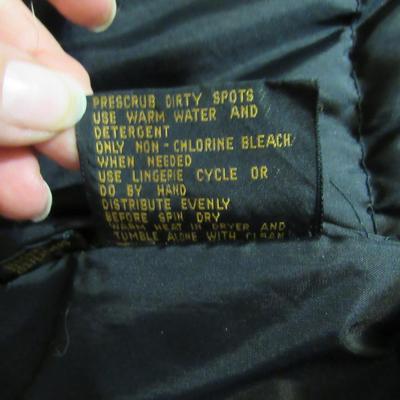 PRESCRUB DIRTY SPOTS
USE WARM WATER AND
DETERGENT
ONLY NON-CHLORINE BLEACH
WHEN NEEDED
USE LINGERIE CYCLE OR
DO BY HAND
DISTRIBUTE EVENLY
BEFORE SPIN DRY
WARM HEAT IN DRYER AND
TUMBLE ALONE WITH CLEAN